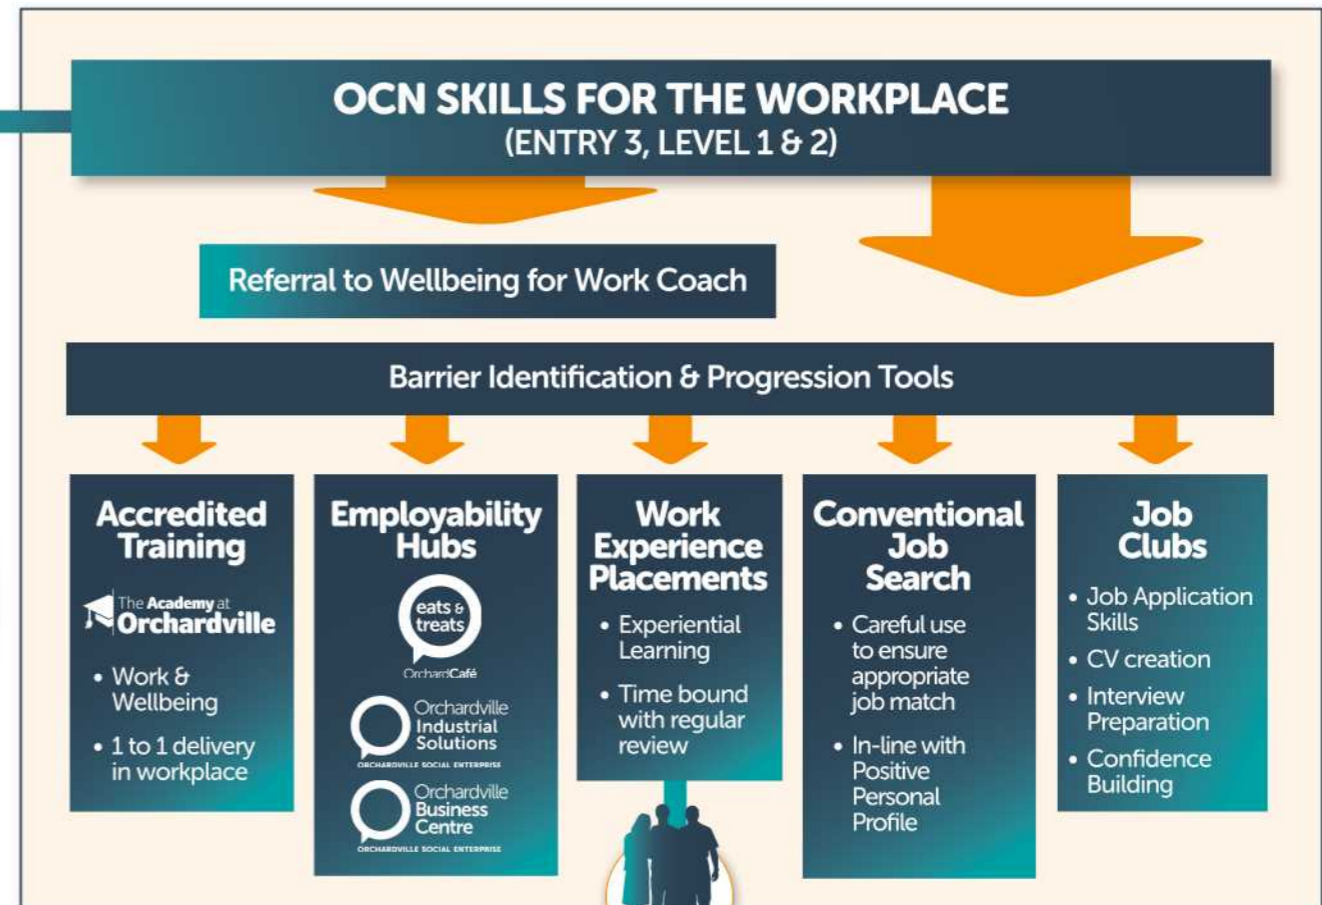 OCN SKILLS FOR THE WORKPLACE
(ENTRY 3, LEVEL 1 & 2)
Referral to Wellbeing for Work Coach
Barrier Identification & Progression Tools
Accredited
Training
The Academy at
Orchardville
• Work &
Wellbeing
• 1 to 1 delivery
in workplace
Employability
Hubs
eats &
treats
OrchardCafé
Orchardville
Industrial
Solutions
ORCHARDVILLE SOCIAL ENTERPRISE
Orchardville
Business
Centre
ORCHARDVILLE SOCIAL ENTERPRISE
Work
Experience
Placements
• Experiential
Learning
• Time bound
with regular
review
Conventional
Job
Search
• Careful use
to ensure
appropriate
job match
• In-line with
Positive
Personal
Profile
Job
Clubs
• Job Application
Skills
• CV creation
• Interview
Preparation
• Confidence
Building